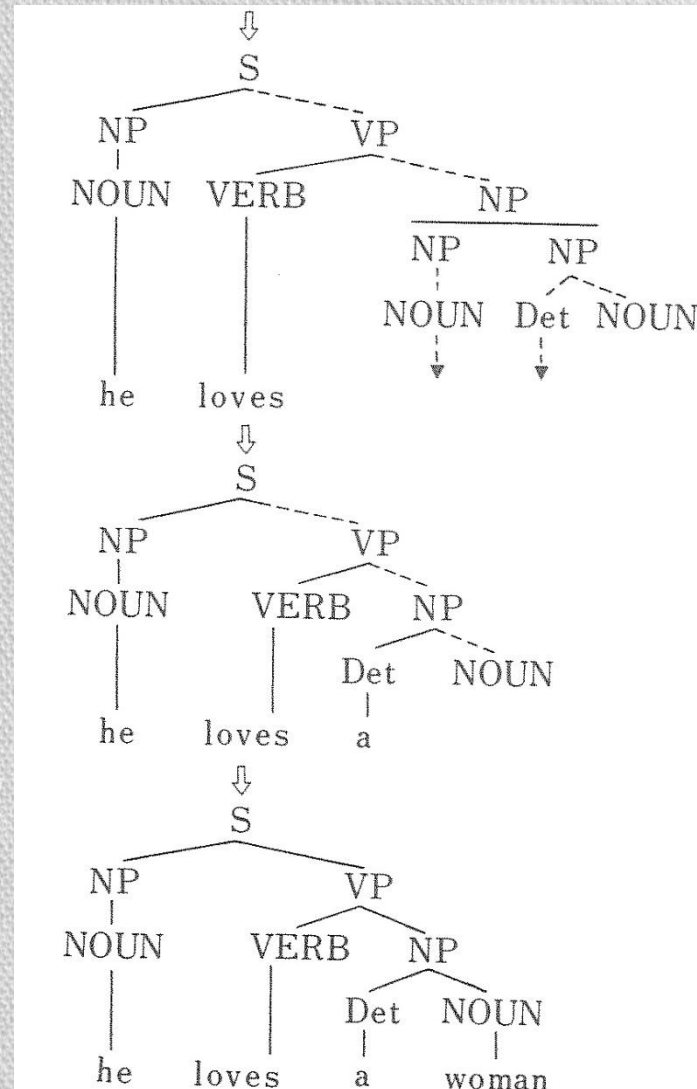 S
NP VP
NOUN VERB NP
NP NP
NOUN Det NOUN
he loves
S
NP VP
NOUN VERB NP
Det NOUN
he loves a
S
NP VP
NOUN VERB NP
Det NOUN
he loves a woman